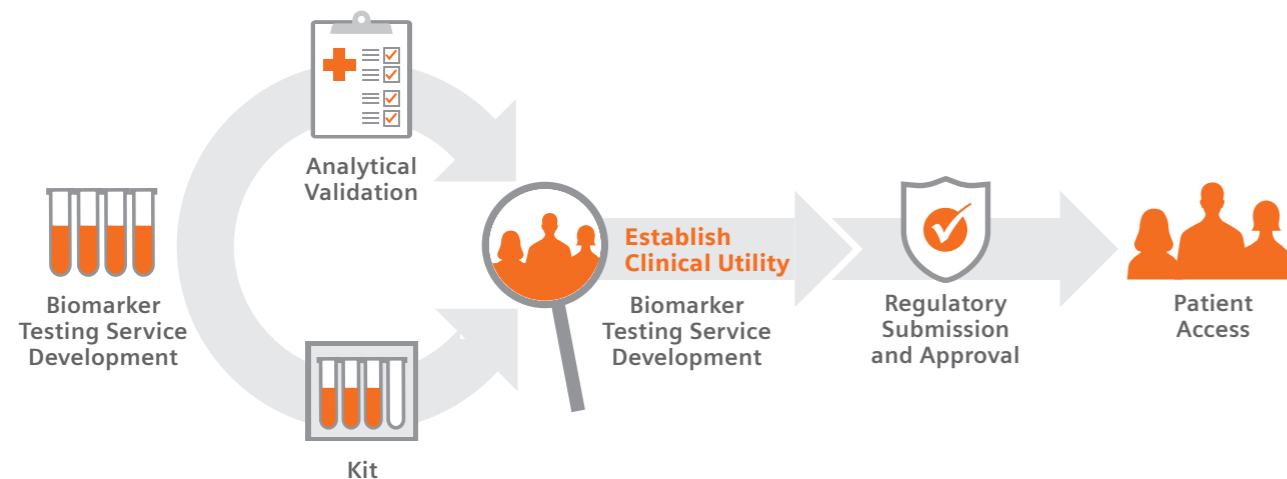 Biomarker
Testing Service
Development
Analytical
Validation
Kit
Establish
Clinical Utility
Biomarker
Testing Service
Development
Regulatory
Submission
and Approval
Patient
Access